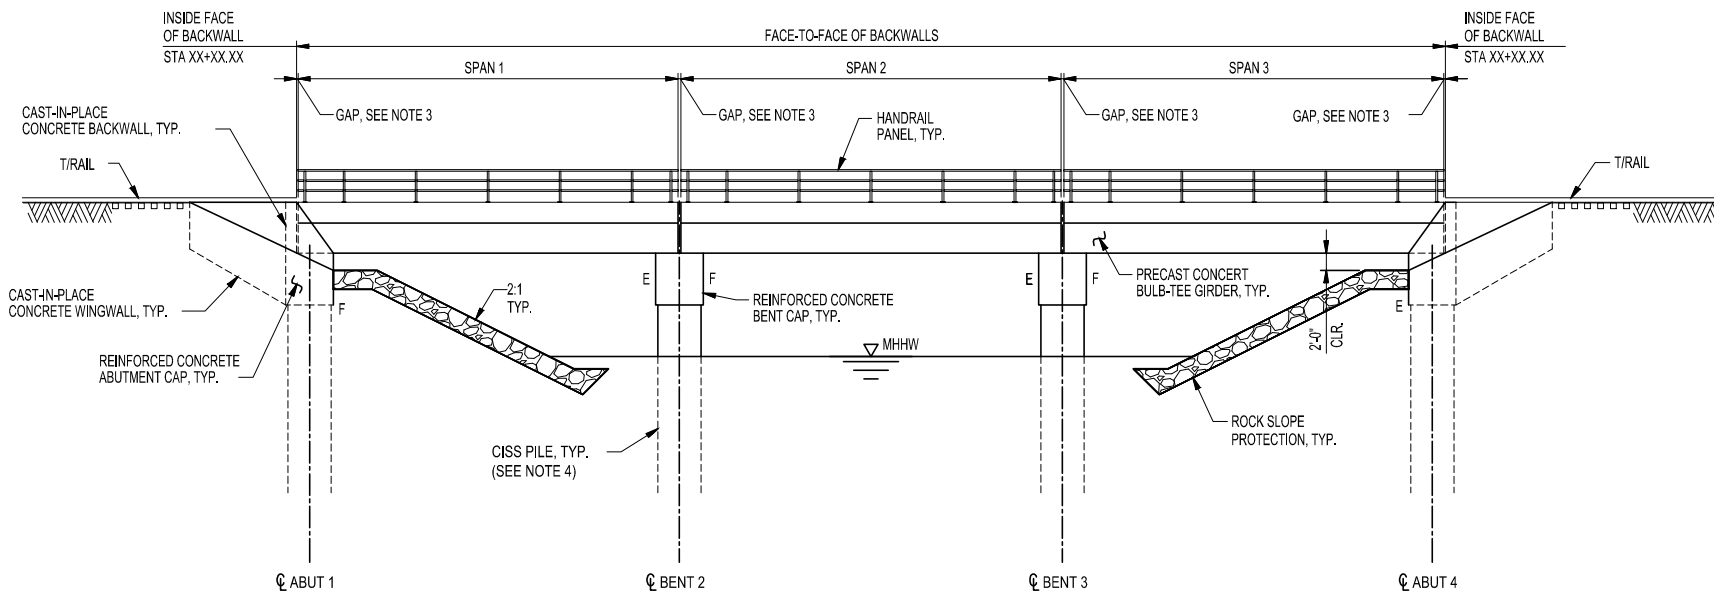 INSIDE FACE
OF BACKWALL
STA XX+XX.XX
FACE-TO-FACE OF BACKWALLS
INSIDE FACE
OF BACKWALL
STA XX+XX.XX
SPAN 1
SPAN 2
SPAN 3
CAST-IN-PLACE
CONCRETE BACKWALL, TYP.
GAP, SEE NOTE 3
GAP, SEE NOTE 3
HANDRAIL
PANEL, TYP.
GAP, SEE NOTE 3
GAP, SEE NOTE 3
T/RAIL
T/RAIL
CAST-IN-PLACE
CONCRETE WINGWALL, TYP.
F
2:1
TYP.
E
F
REINFORCED CONCRETE
BENT CAP, TYP.
E
F
PRECAST CONCERT
BULB-TEE GIRDER, TYP.
E
2'-0"
CLR.
REINFORCED CONCRETE
ABUTMENT CAP, TYP.
MHHW
CISS PILE, TYP.
(SEE NOTE 4)
ROCK SLOPE
PROTECTION, TYP.
℄ ABUT 1
℄ BENT 2
℄ BENT 3
℄ ABUT 4